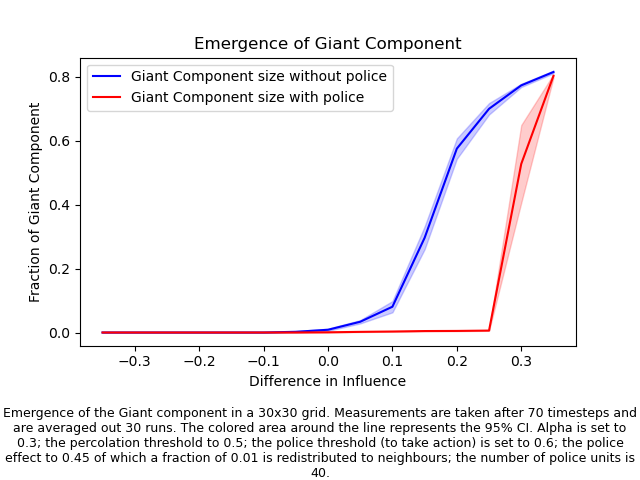 Emergence of Giant Component
Giant Component size without police
Giant Component size with police
Fraction of Giant Component
0.8
0.6
0.4
0.2
0.0
−0.3
−0.2
−0.1
0.0
0.1
0.2
0.3
Difference in Influence
Emergence of the Giant component in a 30x30 grid. Measurements are taken after 70 timesteps and
are averaged out 30 runs. The colored area around the line represents the 95% CI. Alpha is set to
0.3; the percolation threshold to 0.5; the police threshold (to take action) is set to 0.6; the police
effect to 0.45 of which a fraction of 0.01 is redistributed to neighbours; the number of police units is
40.